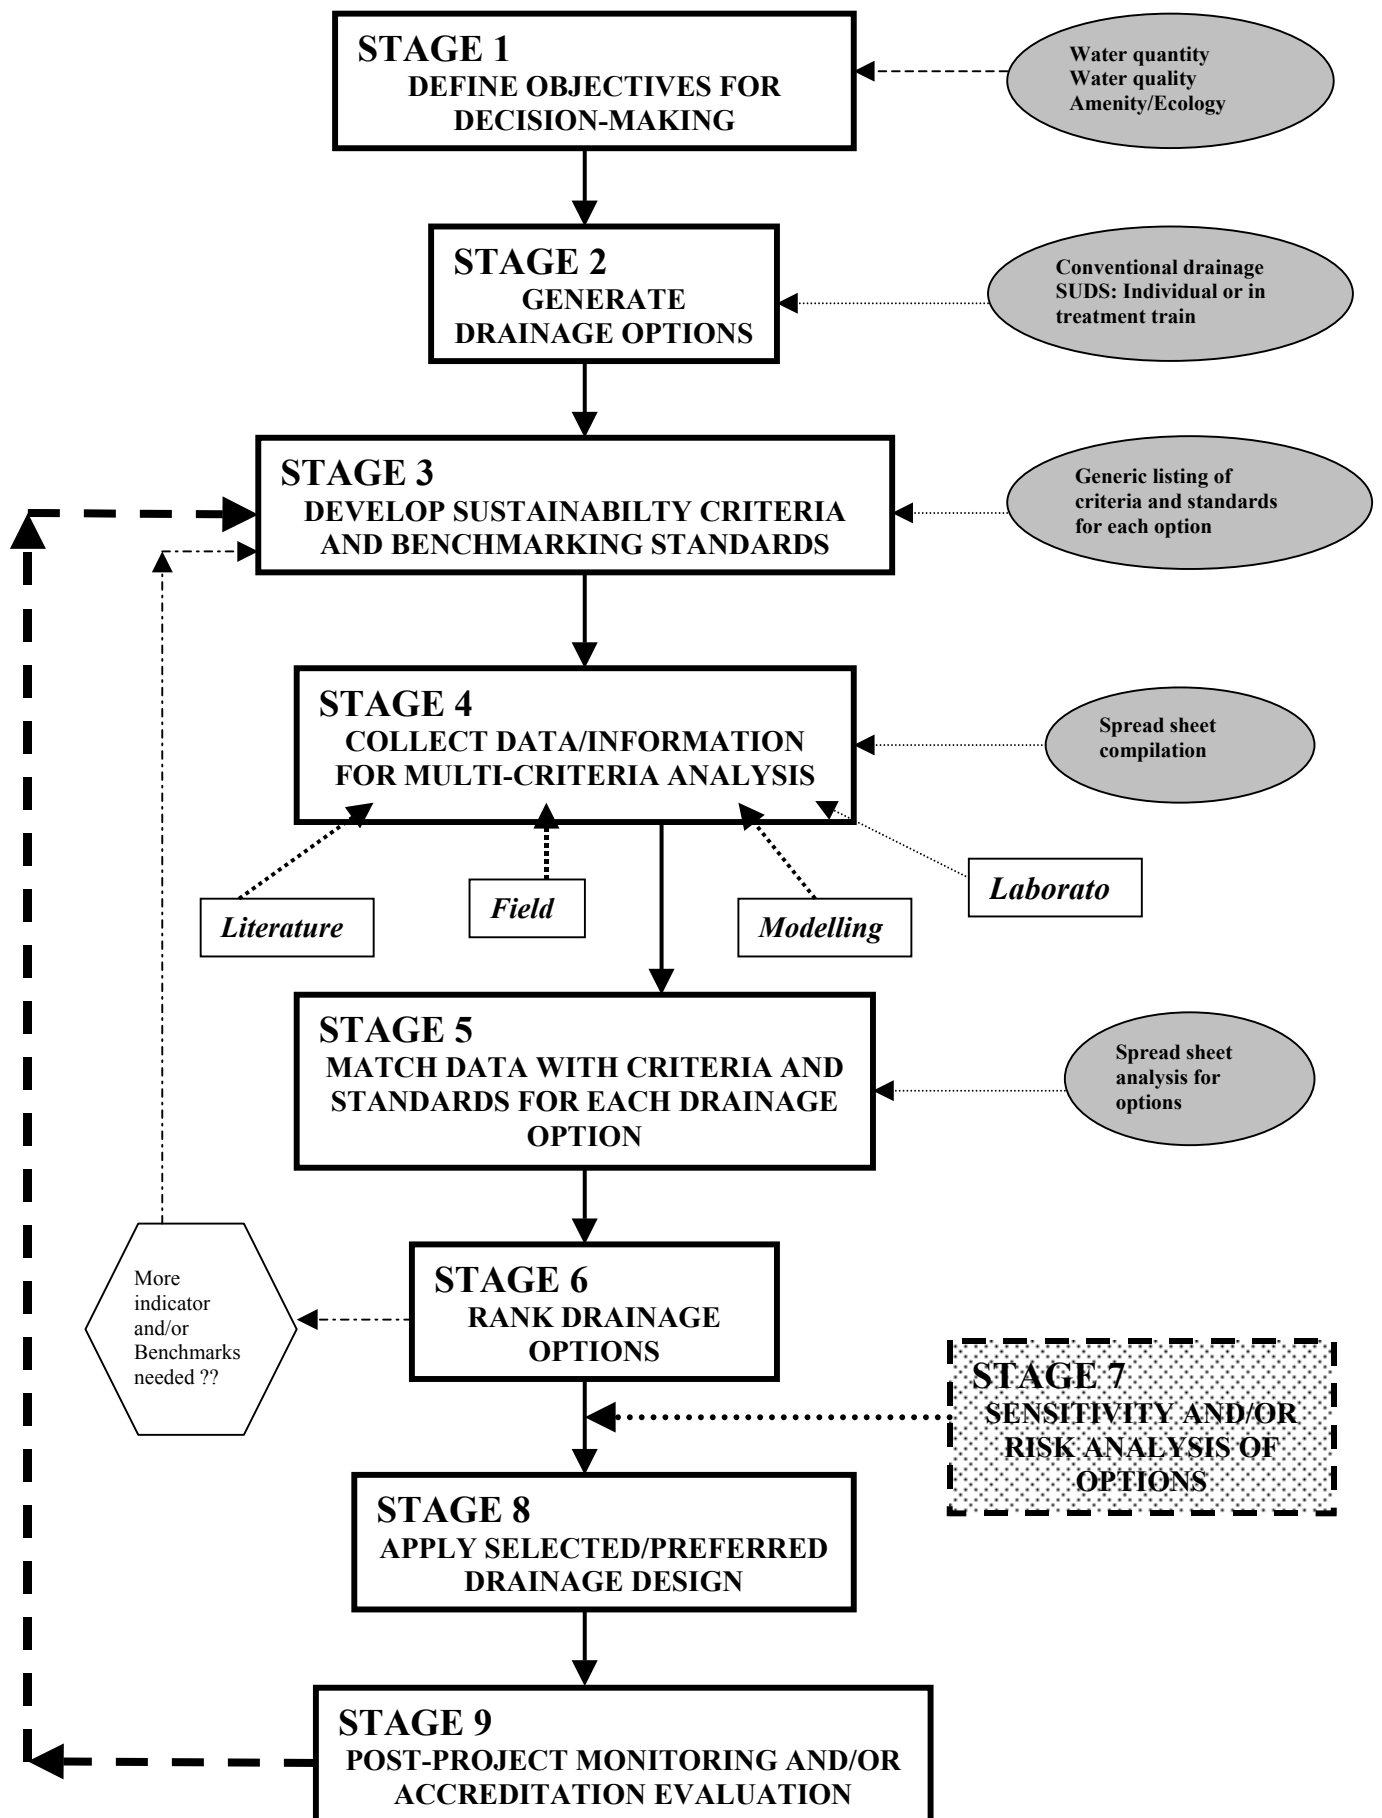 STAGE 1
DEFINE OBJECTIVES FOR
DECISION-MAKING
Water quantity
Water quality
Amenity/Ecology
STAGE 2
GENERATE
DRAINAGE OPTIONS
Conventional drainage
SUDS: Individual or in
treatment train
STAGE 3
DEVELOP SUSTAINABILTY CRITERIA
AND BENCHMARKING STANDARDS
Generic listing of
criteria and standards
for each option
STAGE 4
COLLECT DATA/INFORMATION
FOR MULTI-CRITERIA ANALYSIS
Spread sheet
compilation
Literature
Field
Modelling
Laborato
STAGE 5
MATCH DATA WITH CRITERIA AND
STANDARDS FOR EACH DRAINAGE
OPTION
Spread sheet
analysis for
options
More
indicator
and/or
Benchmarks
needed ??
STAGE 6
RANK DRAINAGE
OPTIONS
STAGE 7
SENSITIVITY AND/OR
RISK ANALYSIS OF
OPTIONS
STAGE 8
APPLY SELECTED/PREFERRED
DRAINAGE DESIGN
STAGE 9
POST-PROJECT MONITORING AND/OR
ACCREDITATION EVALUATION